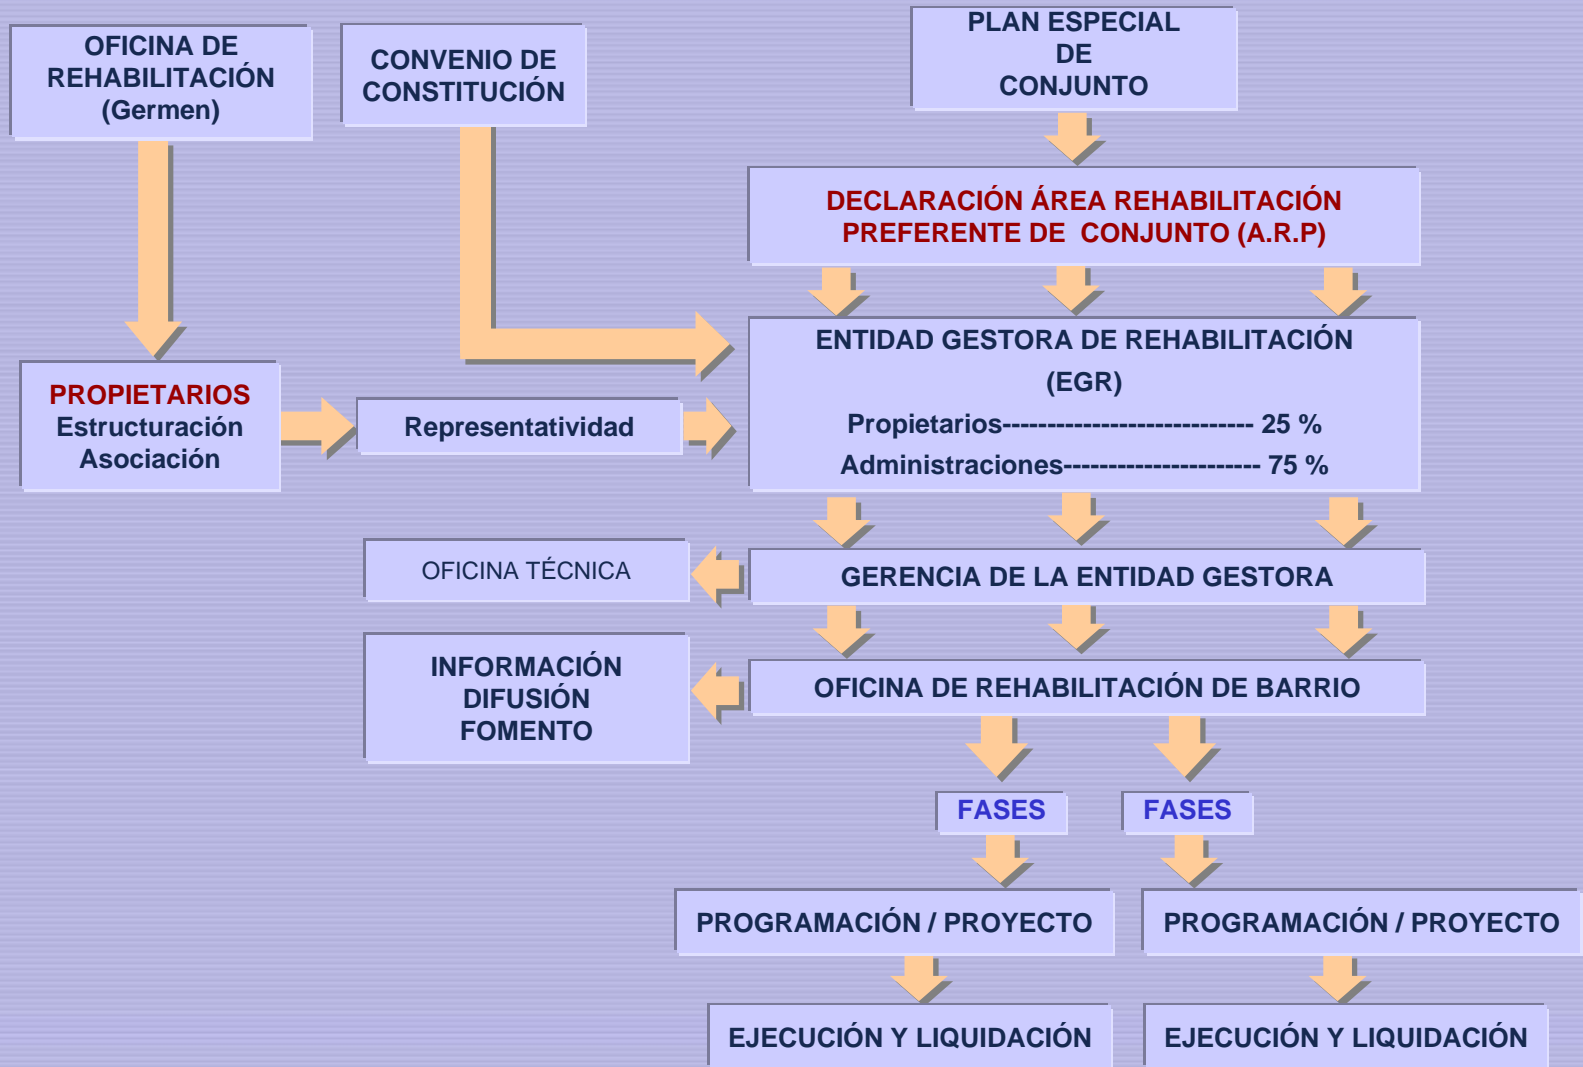 OFICINA DE
REHABILITACIÓN
(Germen)
CONVENIO DE
CONSTITUCIÓN
PLAN ESPECIAL
DE
CONJUNTO
DECLARACIÓN ÁREA REHABILITACIÓN
PREFERENTE DE CONJUNTO (A.R.P)
ENTIDAD GESTORA DE REHABILITACIÓN
(EGR)
Propietarios---------------------------- 25 %
Administraciones---------------------- 75 %
PROPIETARIOS
Estructuración
Asociación
Representatividad
OFICINA TÉCNICA
GERENCIA DE LA ENTIDAD GESTORA
INFORMACIÓN
DIFUSIÓN
FOMENTO
OFICINA DE REHABILITACIÓN DE BARRIO
FASES
FASES
PROGRAMACIÓN / PROYECTO
PROGRAMACIÓN / PROYECTO
EJECUCIÓN Y LIQUIDACIÓN
EJECUCIÓN Y LIQUIDACIÓN